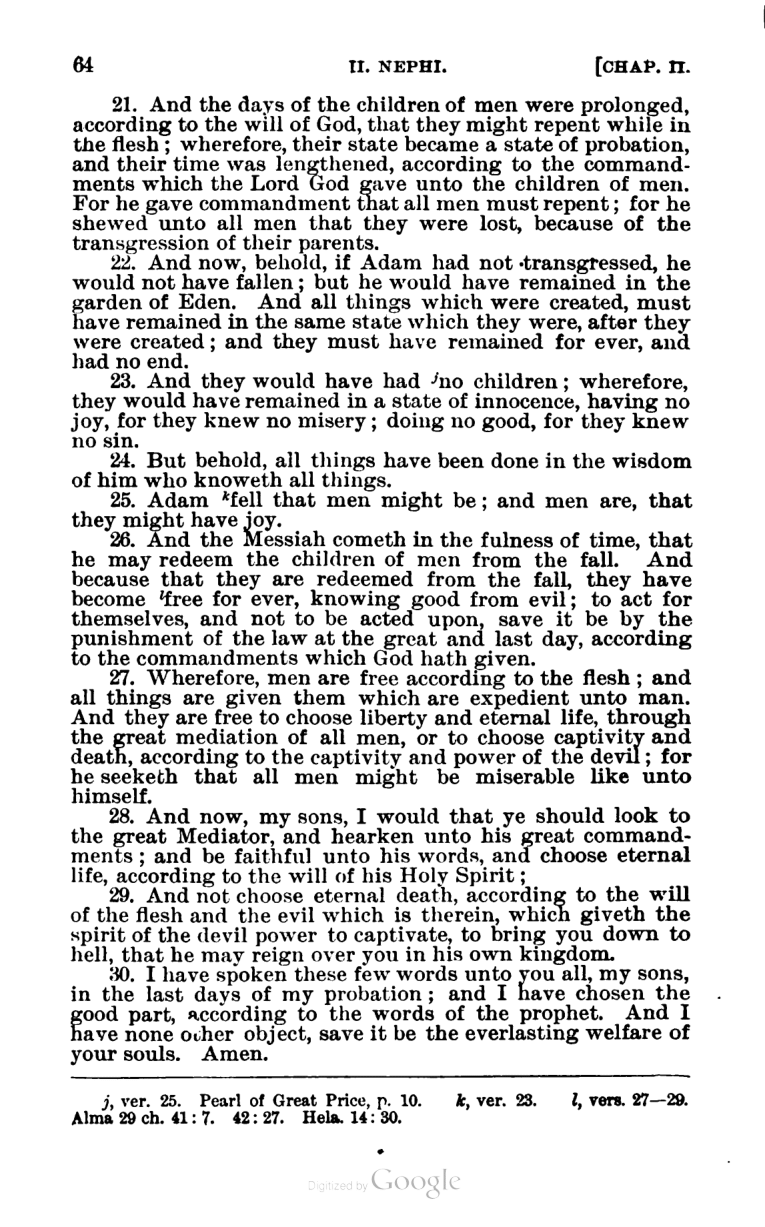 64 II. NEPHI. [CHAP. II.
21. And the days of the children of men were prolonged,
according to the will of God, that they might repent while in
the flesh; wherefore, their state became a state of probation,
and their time was lengthened, according to the command-
ments which the Lord God gave unto the children of men.
For he gave commandment that all men must repent; for he
shewed unto all men that they were lost, because of the
transgression of their parents.
22. And now, behold, if Adam had not transgressed, he
would not have fallen; but he would have remained in the
garden of Eden. And all things which were created, must
have remained in the same state which they were, after they
were created; and they must have remained for ever, and
had no end.
23. And they would have had ʲno children; wherefore,
they would have remained in a state of innocence, having no
joy, for they knew no misery; doing no good, for they knew
no sin.
24. But behold, all things have been done in the wisdom
of him who knoweth all things.
25. Adam ᵏfell that men might be; and men are, that
they might have joy.
26. And the Messiah cometh in the fulness of time, that
he may redeem the children of men from the fall. And
because that they are redeemed from the fall, they have
become ˡfree for ever, knowing good from evil; to act for
themselves, and not to be acted upon, save it be by the
punishment of the law at the great and last day, according
to the commandments which God hath given.
27. Wherefore, men are free according to the flesh; and
all things are given them which are expedient unto man.
And they are free to choose liberty and eternal life, through
the great mediation of all men, or to choose captivity and
death, according to the captivity and power of the devil; for
he seeketh that all men might be miserable like unto
himself.
28. And now, my sons, I would that ye should look to
the great Mediator, and hearken unto his great command-
ments; and be faithful unto his words, and choose eternal
life, according to the will of his Holy Spirit;
29. And not choose eternal death, according to the will
of the flesh and the evil which is therein, which giveth the
spirit of the devil power to captivate, to bring you down to
hell, that he may reign over you in his own kingdom.
30. I have spoken these few words unto you all, my sons,
in the last days of my probation; and I have chosen the
good part, according to the words of the prophet. And I
have none other object, save it be the everlasting welfare of
your souls. Amen.
j, ver. 25. Pearl of Great Price, p. 10. k, ver. 23. l, vers. 27—29.
Alma 29 ch. 41: 7. 42: 27. Hela. 14: 30.
Digitized by Google